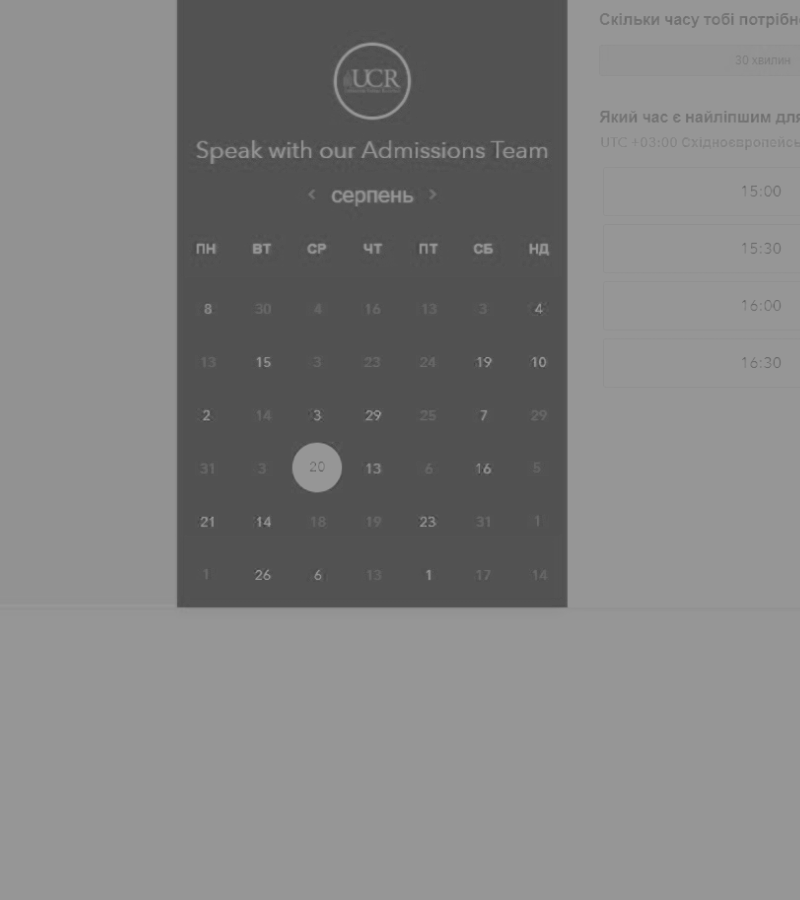 UCR
Speak with our Admissions Team
‹ серпень ›
ПН ВТ СР ЧТ ПТ СБ НД
8 30 4 16 13 3 4
13 15 3 23 24 19 10
2 14 3 29 25 7 29
31 3 20 13 6 16 5
21 14 18 19 23 31 1
1 26 6 13 1 17 14
Скільки часу тобі
30 хвилин
Який час є найліпшим
UTC +03:00
15:00
15:30
16:00
16:30